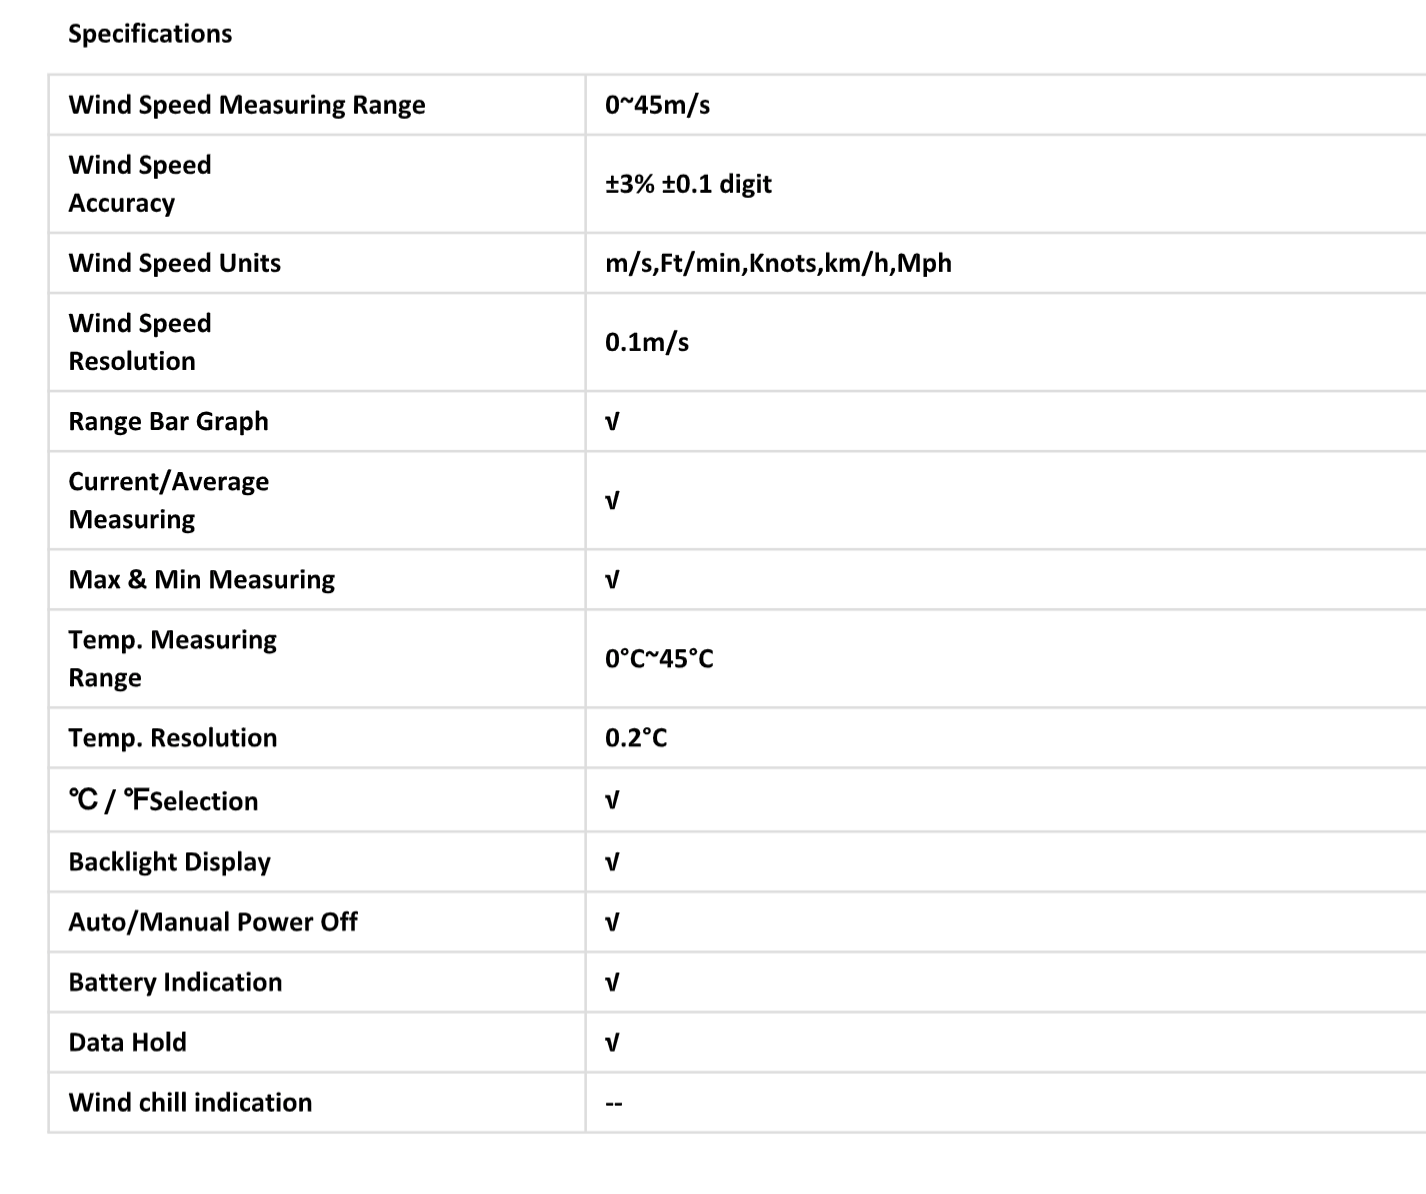 Specifications
Wind Speed Measuring Range
0~45m/s
Wind Speed
Accuracy
±3% ±0.1 digit
Wind Speed Units
m/s,Ft/min,Knots,km/h,Mph
Wind Speed
Resolution
0.1m/s
Range Bar Graph
√
Current/Average
Measuring
√
Max & Min Measuring
√
Temp. Measuring
Range
0°C~45°C
Temp. Resolution
0.2°C
℃ / ℉Selection
√
Backlight Display
√
Auto/Manual Power Off
√
Battery Indication
√
Data Hold
√
Wind chill indication
--